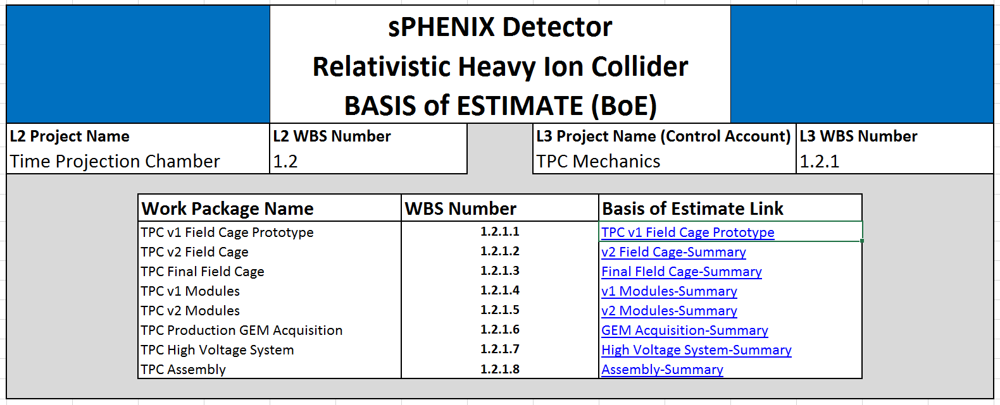 sPHENIX Detector
Relativistic Heavy Ion Collider
BASIS of ESTIMATE (BoE)
L2 Project Name L2 WBS Number L3 Project Name (Control Account) L3 WBS Number
Time Projection Chamber 1.2 TPC Mechanics 1.2.1
Work Package Name WBS Number Basis of Estimate Link
TPC v1 Field Cage Prototype 1.2.1.1 TPC v1 Field Cage Prototype
TPC v2 Field Cage 1.2.1.2 v2 Field Cage-Summary
TPC Final Field Cage 1.2.1.3 Final FIeld Cage-Summary
TPC v1 Modules 1.2.1.4 v1 Modules-Summary
TPC v2 Modules 1.2.1.5 v2 Modules-Summary
TPC Production GEM Acquisition 1.2.1.6 GEM Acquisition-Summary
TPC High Voltage System 1.2.1.7 High Voltage System-Summary
TPC Assembly 1.2.1.8 Assembly-Summary